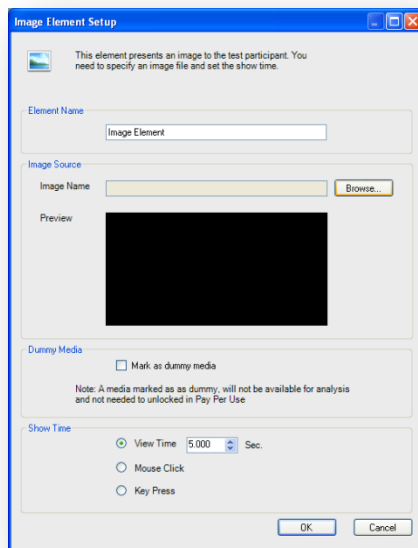 Image Element Setup
This element presents an image to the test participant. You
need to specify an image file and set the show time.
Element Name
Image Element
Image Source
Image Name
Browse...
Preview
Dummy Media
Mark as dummy media
Note: A media marked as as dummy, will not be available for analysis
and not needed to unlocked in Pay Per Use
Show Time
View Time 5.000 Sec.
Mouse Click
Key Press
OK Cancel